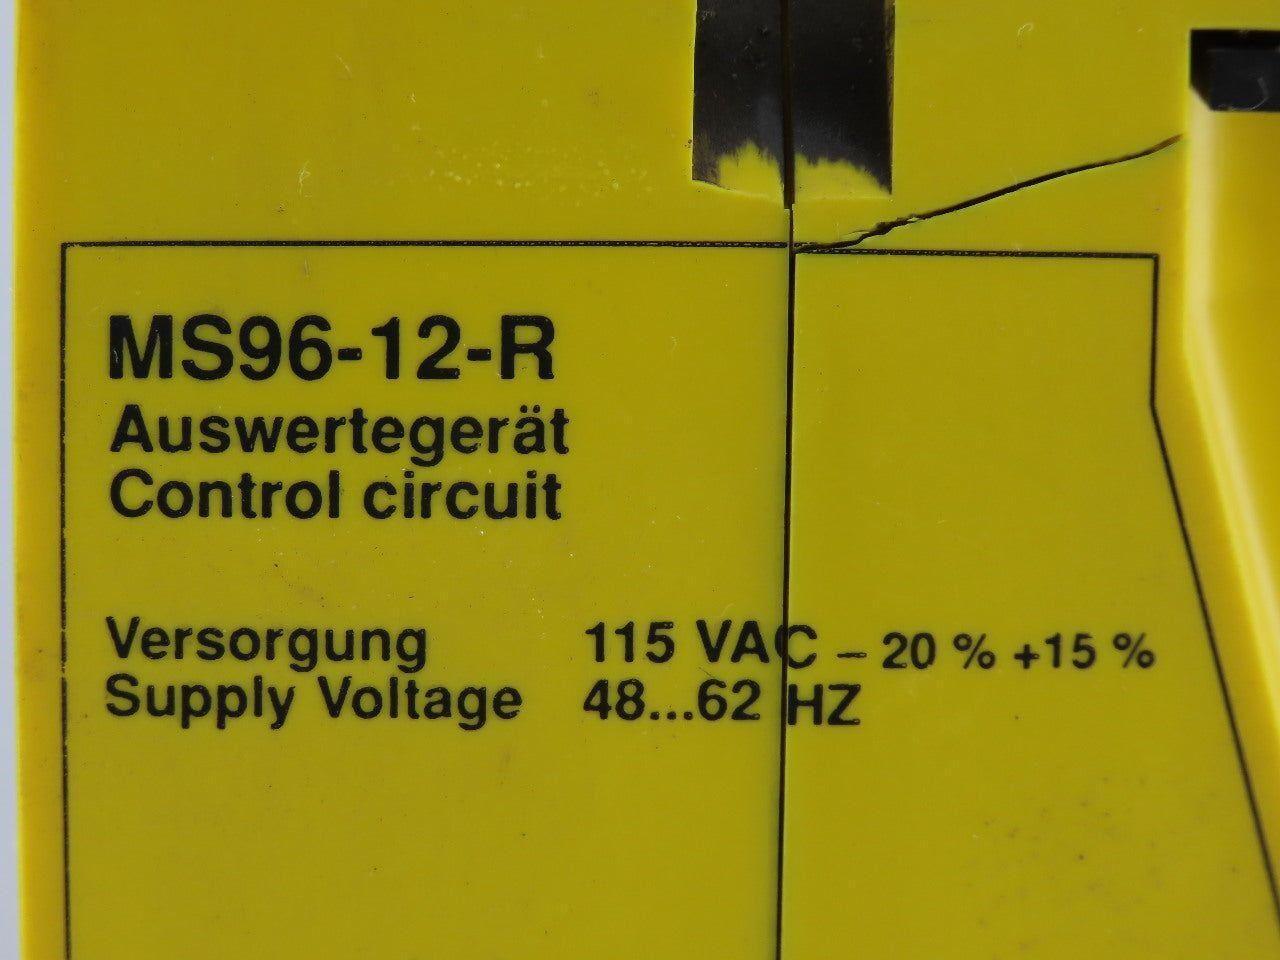 MS96-12-R
Auswertegerät
Control circuit
Versorgung 115 VAC – 20 % +15 %
Supply Voltage 48...62 HZ